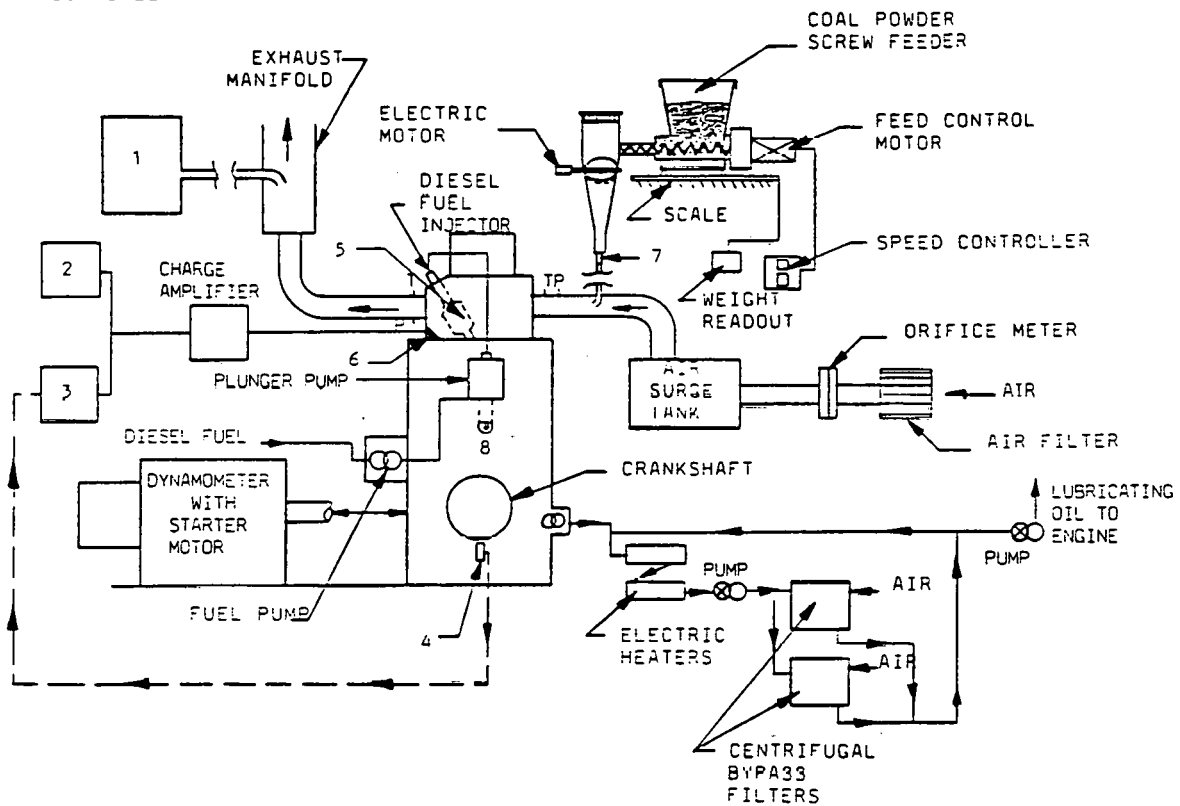 COAL POWDER
SCREW FEEDER
EXHAUST
MANIFOLD
ELECTRIC
MOTOR
FEED CONTROL
MOTOR
1
DIESEL
FUEL
INJECTOR
SCALE
2
5
7
SPEED CONTROLLER
CHARGE
AMPLIFIER
T
TP
WEIGHT
READOUT
ORIFICE METER
6
3
PLUNGER PUMP
AIR
SURGE
TANK
AIR
8
DIESEL FUEL
AIR FILTER
CRANKSHAFT
DYNAMOMETER
WITH
STARTER
MOTOR
LUBRICATING
OIL TO
ENGINE
PUMP
PUMP
AIR
FUEL PUMP
4
ELECTRIC
HEATERS
AIR
CENTRIFUGAL
BYPA33
FILTERS